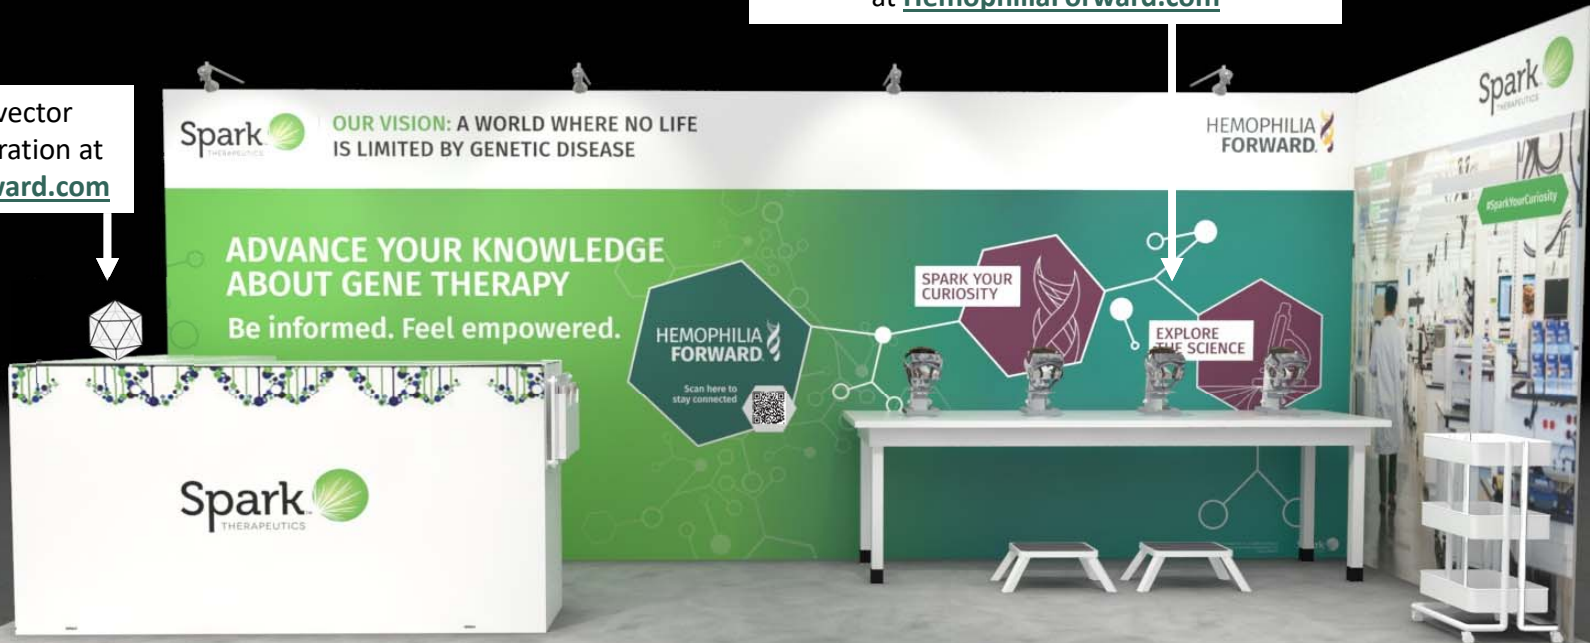 at HemophiliaForward.com
vector
ration at
ward.com
Spark
THERAPEUTICS
OUR VISION: A WORLD WHERE NO LIFE
IS LIMITED BY GENETIC DISEASE
HEMOPHILIA
FORWARD.
Spark
THERAPEUTICS
#SparkYourCuriosity
ADVANCE YOUR KNOWLEDGE
ABOUT GENE THERAPY
Be informed. Feel empowered.
HEMOPHILIA
FORWARD.
Scan here to
stay connected
SPARK YOUR
CURIOSITY
EXPLORE
THE SCIENCE
Spark
THERAPEUTICS